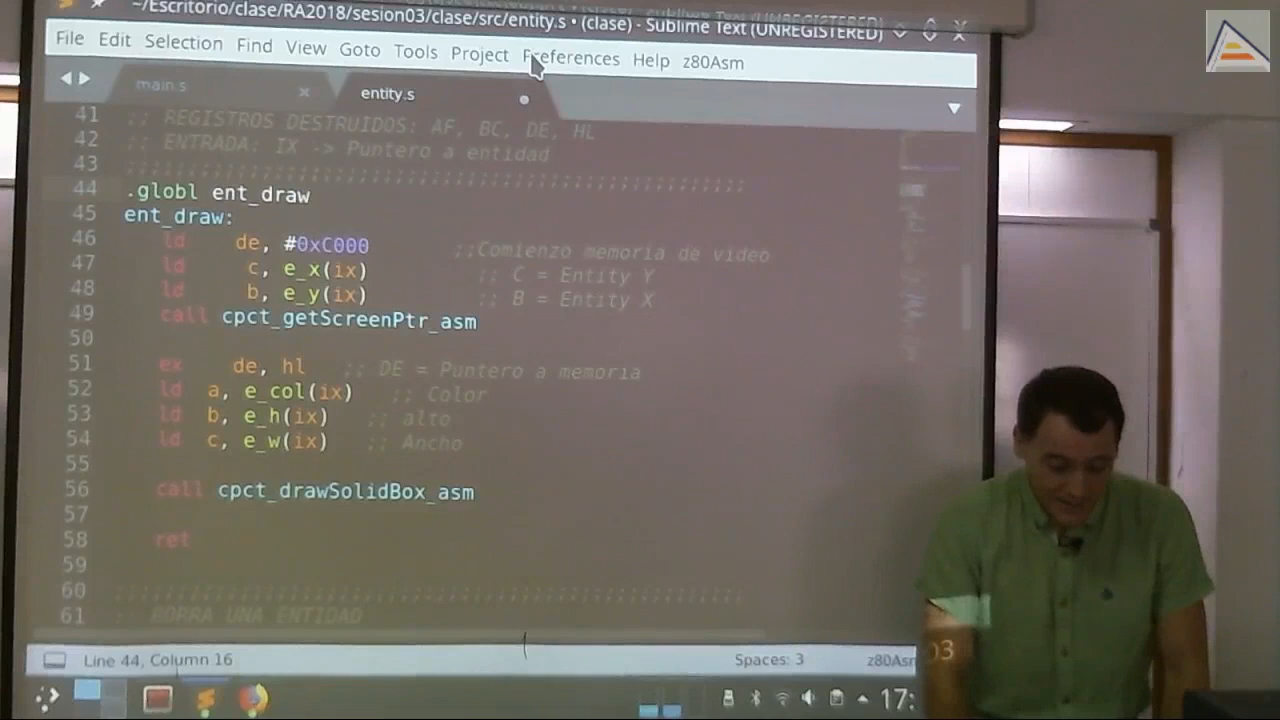 ~/Escritorio/clase/RA2018/sesion03/clase/src/entity.s • (clase) - Sublime Text (UNREGISTERED)
File Edit Selection Find View Goto Tools Project Preferences Help z80Asm
main.s × entity.s
41 ;; REGISTROS DESTRUIDOS: AF, BC, DE, HL
42 ;; ENTRADA: IX -> Puntero a entidad
43 ;;;;;;;;;;;;;;;;;;;;;;;;;;;;;;;;;;;;;;;;;;;;;;;;;;;;
44 .globl ent_draw
45 ent_draw:
46 ld de, #0xC000 ;;Comienzo memoria de video
47 ld c, e_x(ix) ;; C = Entity Y
48 ld b, e_y(ix) ;; B = Entity X
49 call cpct_getScreenPtr_asm
50
51 ex de, hl ;; DE = Puntero a memoria
52 ld a, e_col(ix) ;; Color
53 ld b, e_h(ix) ;; alto
54 ld c, e_w(ix) ;; Ancho
55
56 call cpct_drawSolidBox_asm
57
58 ret
59
60 ;;;;;;;;;;;;;;;;;;;;;;;;;;;;;;;;;;;;;;;;;;;;;;;;;;;;
61 ;; BORRA UNA ENTIDAD
Line 44, Column 16 Spaces: 3 z80Asm
17: 03